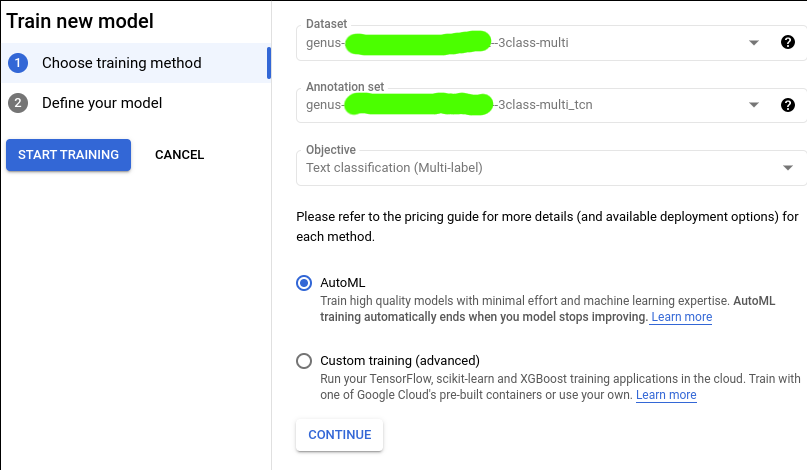 Train new model
1 Choose training method
2 Define your model
START TRAINING CANCEL
Dataset
genus- -3class-multi
Annotation set
genus- -3class-multi_tcn
Objective
Text classification (Multi-label)
Please refer to the pricing guide for more details (and available deployment options) for
each method.
AutoML
Train high quality models with minimal effort and machine learning expertise. AutoML
training automatically ends when you model stops improving. Learn more
Custom training (advanced)
Run your TensorFlow, scikit-learn and XGBoost training applications in the cloud. Train with
one of Google Cloud's pre-built containers or use your own. Learn more
CONTINUE